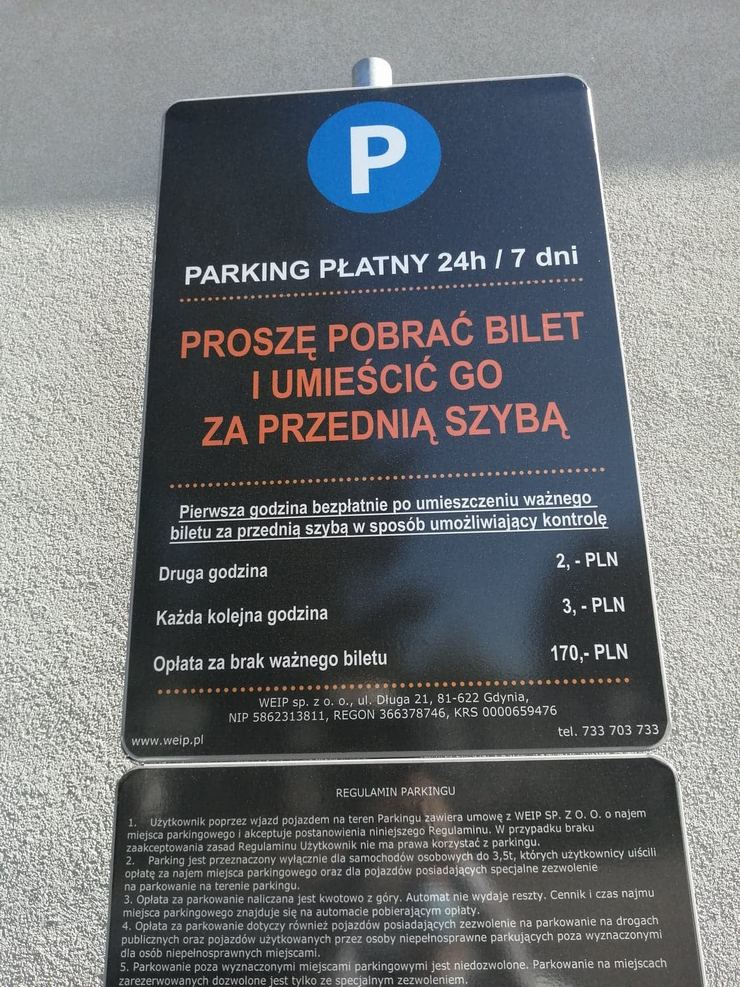 P
PARKING PŁATNY 24h / 7 dni
PROSZĘ POBRAĆ BILET
I UMIEŚCIĆ GO
ZA PRZEDNIĄ SZYBĄ
Pierwsza godzina bezpłatnie po umieszczeniu ważnego
biletu za przednią szybą w sposób umożliwiający kontrolę
Druga godzina 2,- PLN
Każda kolejna godzina 3,- PLN
Opłata za brak ważnego biletu 170,- PLN
WEIP sp. z o. o., ul. Długa 21, 81-622 Gdynia,
NIP 5862313811, REGON 366378746, KRS 0000659476
www.weip.pl tel. 733 703 733
REGULAMIN PARKINGU
1. Użytkownik poprzez wjazd pojazdem na teren Parkingu zawiera umowę z WEIP SP. Z O. O. o najem
miejsca parkingowego i akceptuje postanowienia niniejszego Regulaminu. W przypadku braku
zaakceptowania zasad Regulaminu Użytkownik nie ma prawa korzystać z parkingu.
2. Parking jest przeznaczony wyłącznie dla samochodów osobowych do 3,5t, których użytkownicy uiścili
opłatę za najem miejsca parkingowego oraz dla pojazdów posiadających specjalne zezwolenie
na parkowanie na terenie parkingu.
3. Opłata za parkowanie naliczana jest kwotowo z góry. Automat nie wydaje reszty. Cennik i czas najmu
miejsca parkingowego znajduje się na automacie pobierającym opłaty.
4. Opłata za parkowanie dotyczy również pojazdów posiadających zezwolenie na parkowanie na drogach
publicznych oraz pojazdów użytkowanych przez osoby niepełnosprawne parkujących poza wyznaczonymi
dla osób niepełnosprawnych miejscami.
5. Parkowanie poza wyznaczonymi miejscami parkingowymi jest niedozwolone. Parkowanie na miejscach
zarezerwowanych dozwolone jest tylko ze specjalnym zezwoleniem.